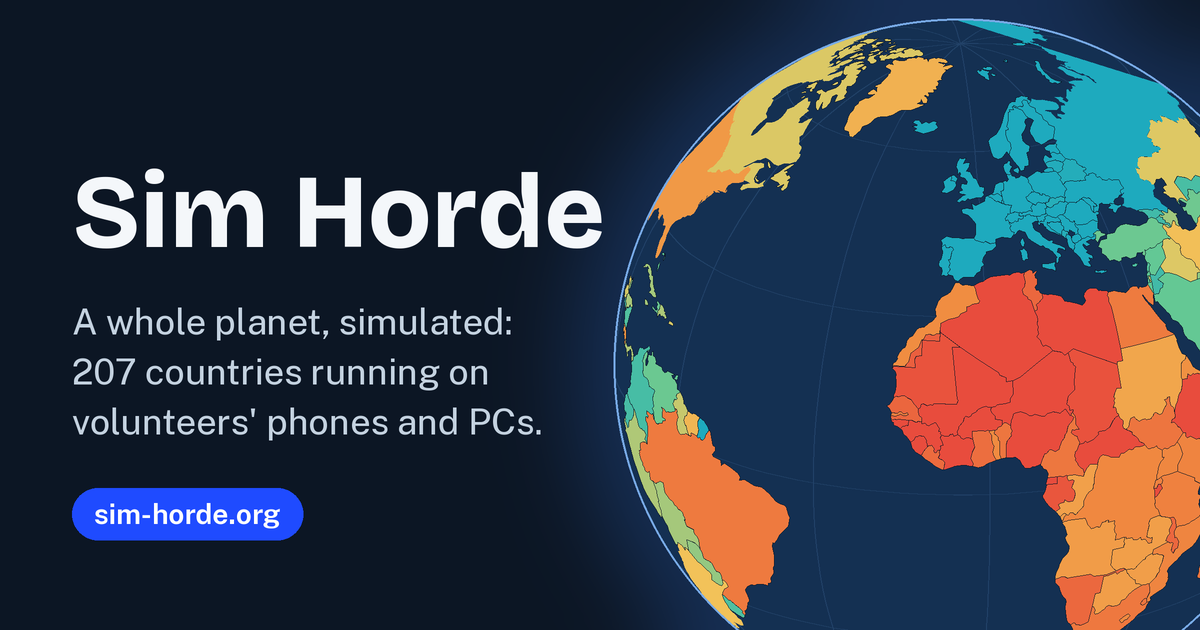 Sim Horde
A whole planet, simulated:
207 countries running on
volunteers' phones and PCs.
sim-horde.org